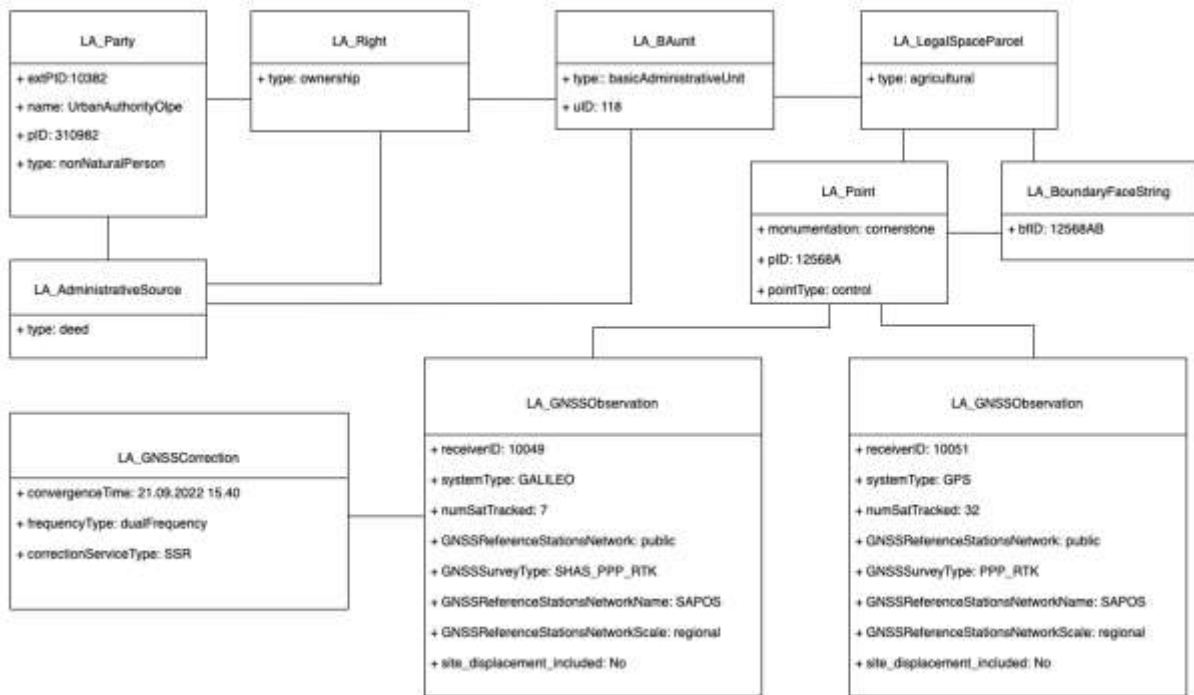 LA_Party
+ extPID:10382
+ name: UrbanAuthorityOlpe
+ pID: 310982
+ type: nonNaturalPerson
LA_Right
+ type: ownership
LA_BAunit
+ type:: basicAdministrativeUnit
+ uID: 118
LA_LegalSpaceParcel
+ type: agricultural
LA_Point
+ monumentation: cornerstone
+ pID: 12568A
+ pointType: control
LA_BoundaryFaceString
+ bfID: 12568AB
LA_AdministrativeSource
+ type: deed
LA_GNSSCorrection
+ convergenceTime: 21.09.2022 15.40
+ frequencyType: dualFrequency
+ correctionServiceType: SSR
LA_GNSSObservation
+ receiverID: 10049
+ systemType: GALILEO
+ numSatTracked: 7
+ GNSSReferenceStationsNetwork: public
+ GNSSSurveyType: SHAS_PPP_RTK
+ GNSSReferenceStationsNetworkName: SAPOS
+ GNSSReferenceStationsNetworkScale: regional
+ site_displacement_included: No
LA_GNSSObservation
+ receiverID: 10051
+ systemType: GPS
+ numSatTracked: 32
+ GNSSReferenceStationsNetwork: public
+ GNSSSurveyType: PPP_RTK
+ GNSSReferenceStationsNetworkName: SAPOS
+ GNSSReferenceStationsNetworkScale: regional
+ site_displacement_included: No